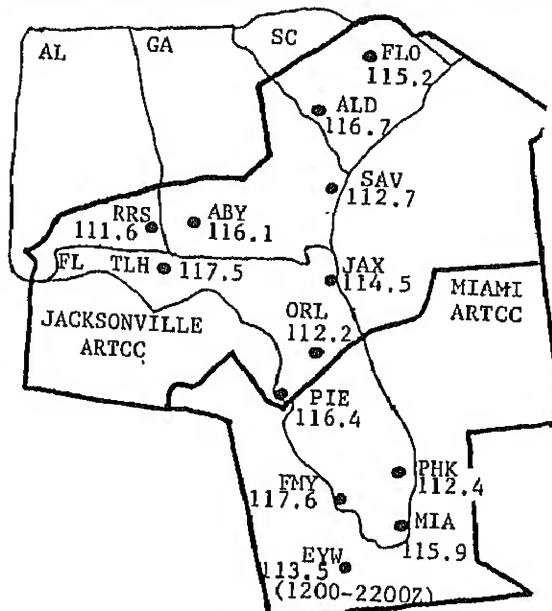 AL
GA
SC
FLO
115.2
ALD
116.7
SAV
112.7
RRS
111.6
ABY
116.1
FL
TLH
117.5
JAX
114.5
MIAMI
ARTCC
JACKSONVILLE
ARTCC
ORL
112.2
PIE
116.4
PHK
112.4
FMY
117.6
MIA
115.9
EYW
113.5
(1200-2200Z)